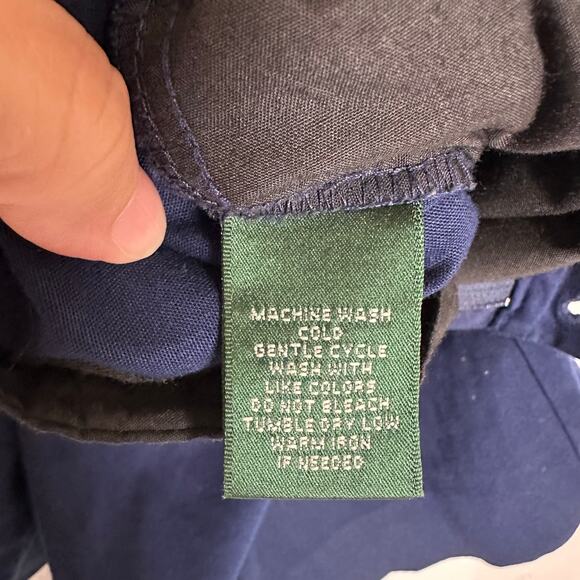 MACHINE WASH
COLD
GENTLE CYCLE
WASH WITH
LIKE COLORS
DO NOT BLEACH
TUMBLE DRY LOW
WARM IRON
IF NEEDED